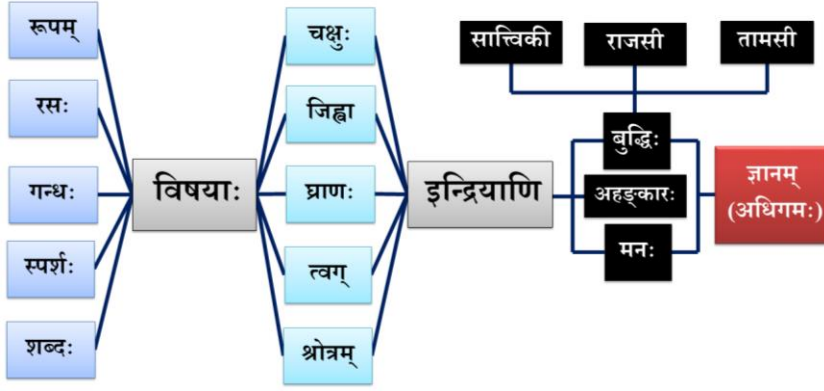 रूपम्
रसः
गन्धः
स्पर्शः
शब्दः
विषयाः
चक्षुः
जिह्वा
घ्राणः
त्वग्
श्रोत्रम्
इन्द्रियाणि
सात्त्विकी
राजसी
तामसी
बुद्धिः
अहङ्कारः
मनः
ज्ञानम्
(अधिगमः)